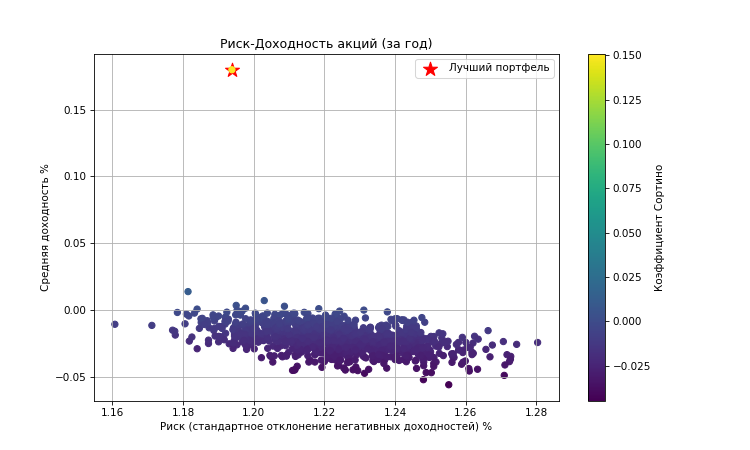 Риск-Доходность акций (за год)
Лучший портфель
Средняя доходность %
0.15
0.10
0.05
0.00
−0.05
1.16 1.18 1.20 1.22 1.24 1.26 1.28
Риск (стандартное отклонение негативных доходностей) %
0.150
0.125
0.100
0.075
0.050
0.025
0.000
−0.025
Коэффициент Сортино